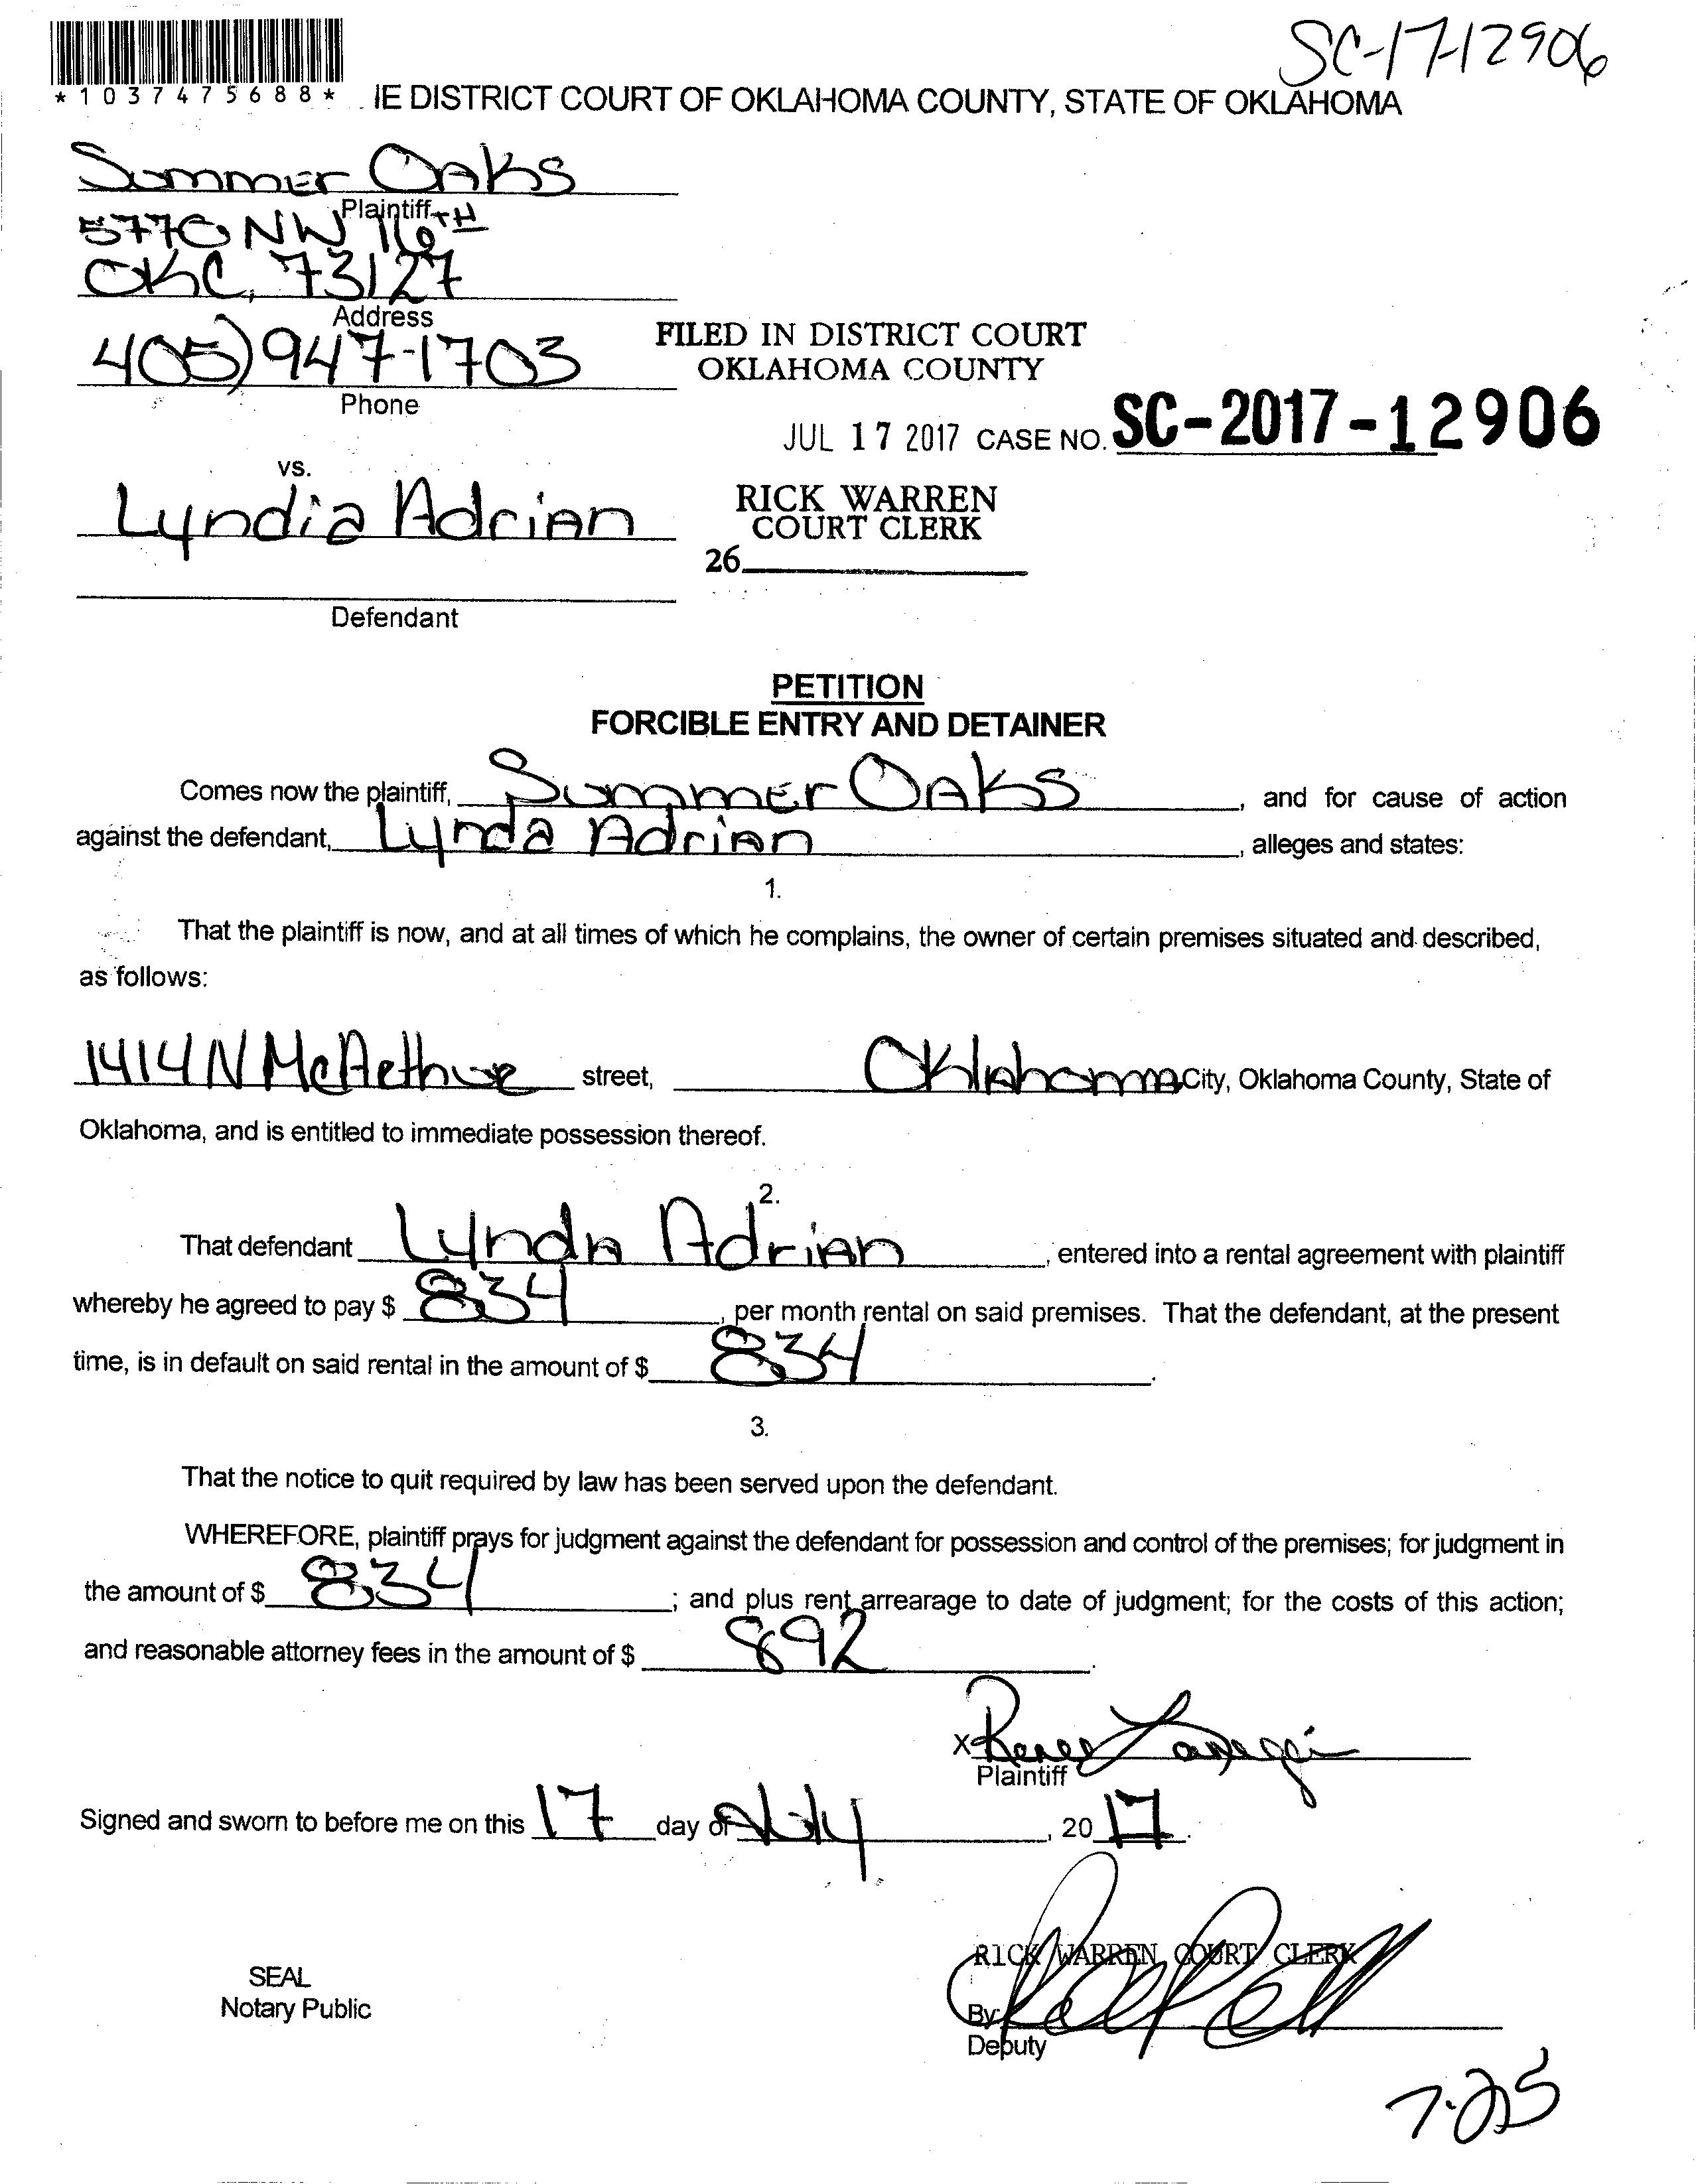 SC-17-12906
*1037475688* IE DISTRICT COURT OF OKLAHOMA COUNTY, STATE OF OKLAHOMA
Summer Oaks
Plaintiff
5770 NW 16TH
OKC, 73127
Address
405)947-1703
Phone
FILED IN DISTRICT COURT
OKLAHOMA COUNTY
JUL 17 2017 CASE NO. SC-2017-12906
vs.
Lyndia Adrian
RICK WARREN
COURT CLERK
26
Defendant
PETITION
FORCIBLE ENTRY AND DETAINER
Comes now the plaintiff, Summer Oaks, and for cause of action
against the defendant, Lynda Adrian, alleges and states:
1.
That the plaintiff is now, and at all times of which he complains, the owner of certain premises situated and described,
as follows:
1414 N McArthur street, Oklahoma City, Oklahoma County, State of
Oklahoma, and is entitled to immediate possession thereof.
2.
That defendant Lynda Adrian, entered into a rental agreement with plaintiff
whereby he agreed to pay $ 834, per month rental on said premises. That the defendant, at the present
time, is in default on said rental in the amount of $ 834.
3.
That the notice to quit required by law has been served upon the defendant.
WHEREFORE, plaintiff prays for judgment against the defendant for possession and control of the premises; for judgment in
the amount of $ 834; and plus rent arrearage to date of judgment; for the costs of this action;
and reasonable attorney fees in the amount of $ 892.
X Renee
Plaintiff
Signed and sworn to before me on this 17 day of July, 2017.
RICK WARREN COURT CLERK
SEAL
Notary Public
By:
Deputy
7-25